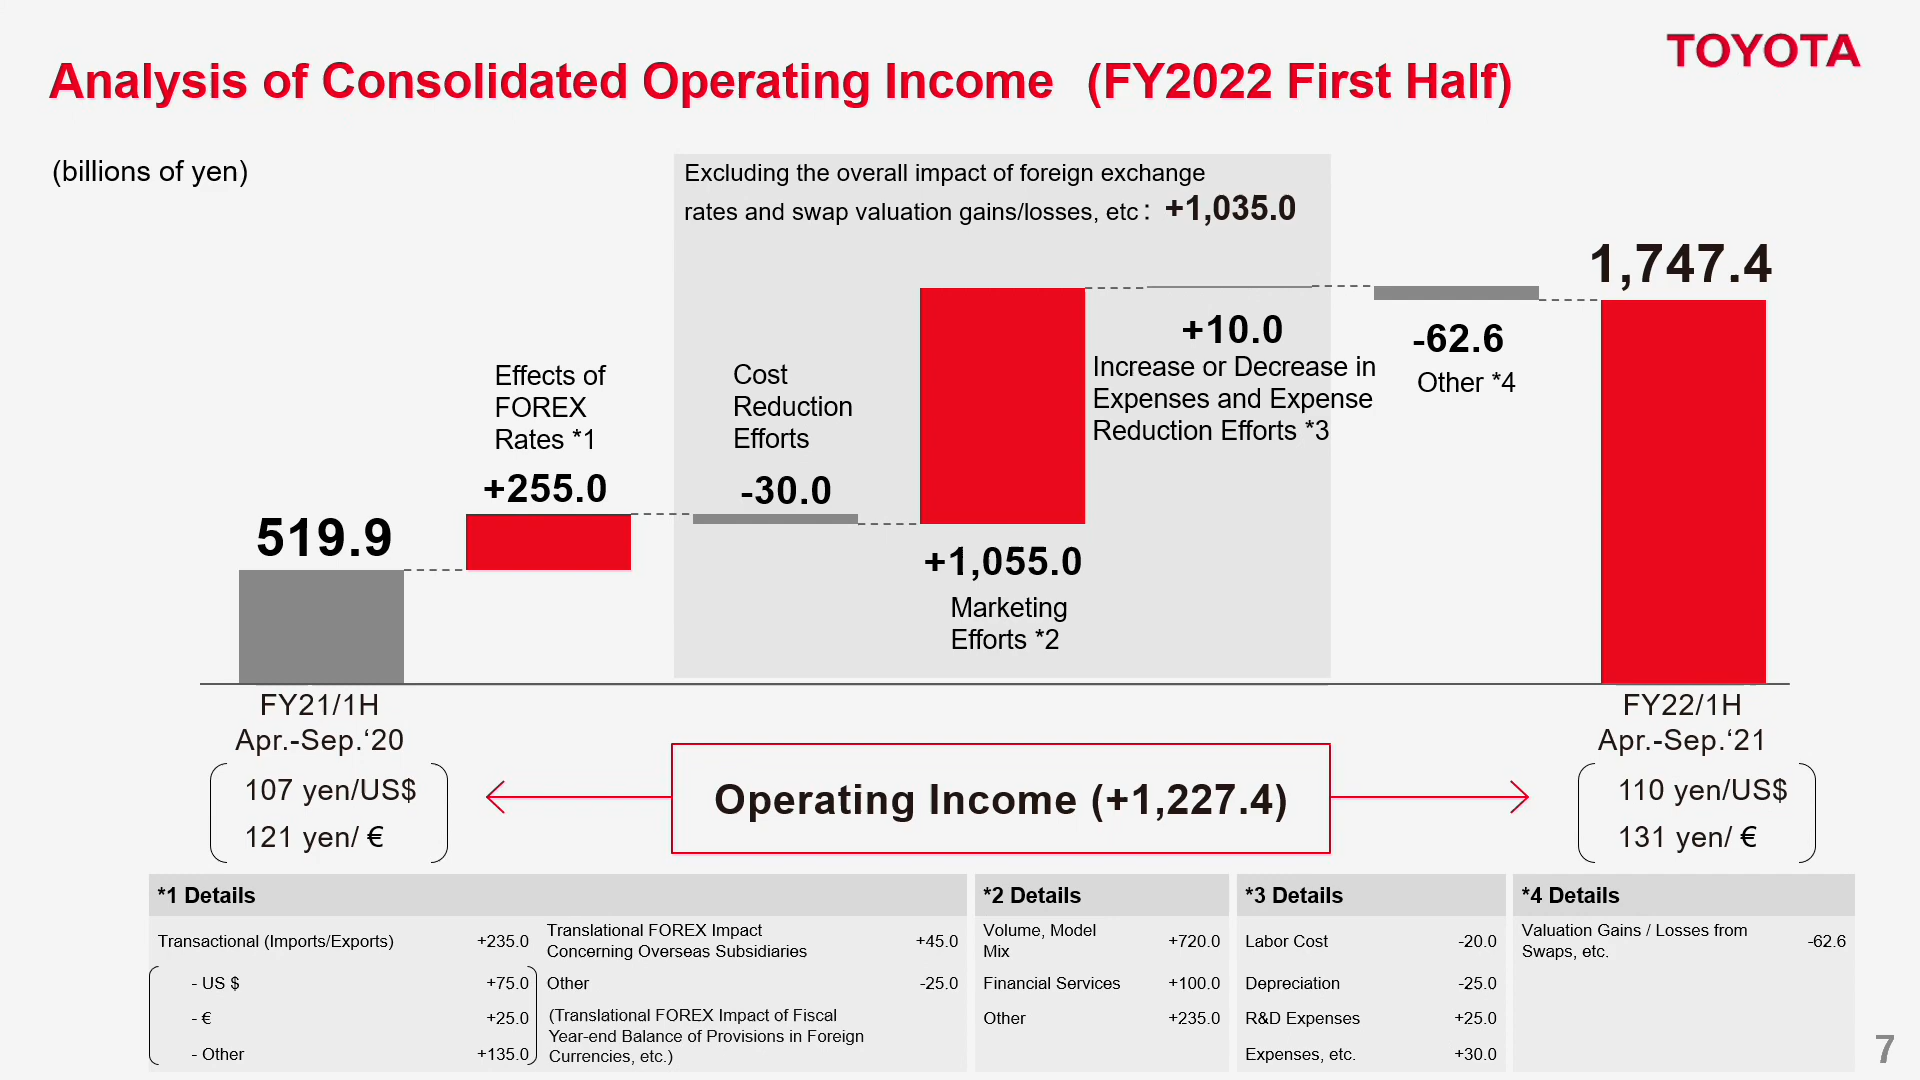 TOYOTA
Analysis of Consolidated Operating Income (FY2022 First Half)
(billions of yen)
Excluding the overall impact of foreign exchange
rates and swap valuation gains/losses, etc : +1,035.0
519.9
Effects of
FOREX
Rates *1
+255.0
Cost
Reduction
Efforts
-30.0
+1,055.0
Marketing
Efforts *2
+10.0
Increase or Decrease in
Expenses and Expense
Reduction Efforts *3
-62.6
Other *4
1,747.4
FY21/1H
Apr.-Sep.‘20
107 yen/US$
121 yen/ €
Operating Income (+1,227.4)
FY22/1H
Apr.-Sep.‘21
110 yen/US$
131 yen/ €
*1 Details
Transactional (Imports/Exports) +235.0
- US $ +75.0
- € +25.0
- Other +135.0
Translational FOREX Impact
Concerning Overseas Subsidiaries +45.0
Other -25.0
(Translational FOREX Impact of Fiscal
Year-end Balance of Provisions in Foreign
Currencies, etc.)
*2 Details
Volume, Model
Mix +720.0
Financial Services +100.0
Other +235.0
*3 Details
Labor Cost -20.0
Depreciation -25.0
R&D Expenses +25.0
Expenses, etc. +30.0
*4 Details
Valuation Gains / Losses from
Swaps, etc. -62.6
7